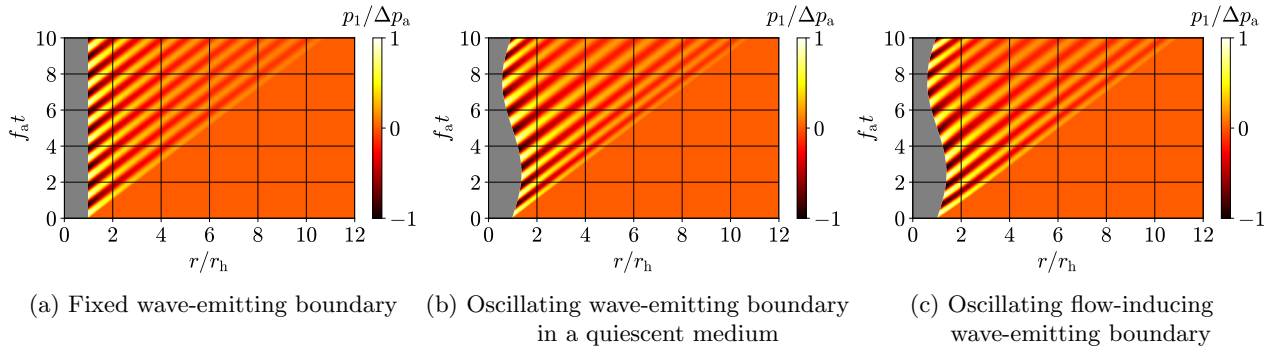 p₁/Δpₐ p₁/Δpₐ p₁/Δpₐ
10 1 10 1 10 1
8 8 8
6 6 6
fₐt 0 fₐt 0 fₐt 0
4 4 4
2 2 2
0 −1 0 −1 0 −1
0 2 4 6 8 10 12 0 2 4 6 8 10 12 0 2 4 6 8 10 12
r/rₕ r/rₕ r/rₕ
(a) Fixed wave-emitting boundary (b) Oscillating wave-emitting boundary (c) Oscillating flow-inducing
in a quiescent medium wave-emitting boundary